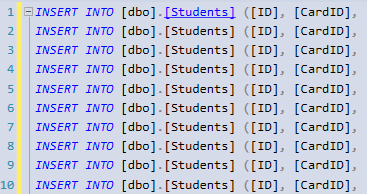 1 INSERT INTO [dbo].[Students] ([ID], [CardID],
2 INSERT INTO [dbo].[Students] ([ID], [CardID],
3 INSERT INTO [dbo].[Students] ([ID], [CardID],
4 INSERT INTO [dbo].[Students] ([ID], [CardID],
5 INSERT INTO [dbo].[Students] ([ID], [CardID],
6 INSERT INTO [dbo].[Students] ([ID], [CardID],
7 INSERT INTO [dbo].[Students] ([ID], [CardID],
8 INSERT INTO [dbo].[Students] ([ID], [CardID],
9 INSERT INTO [dbo].[Students] ([ID], [CardID],
10 INSERT INTO [dbo].[Students] ([ID], [CardID],